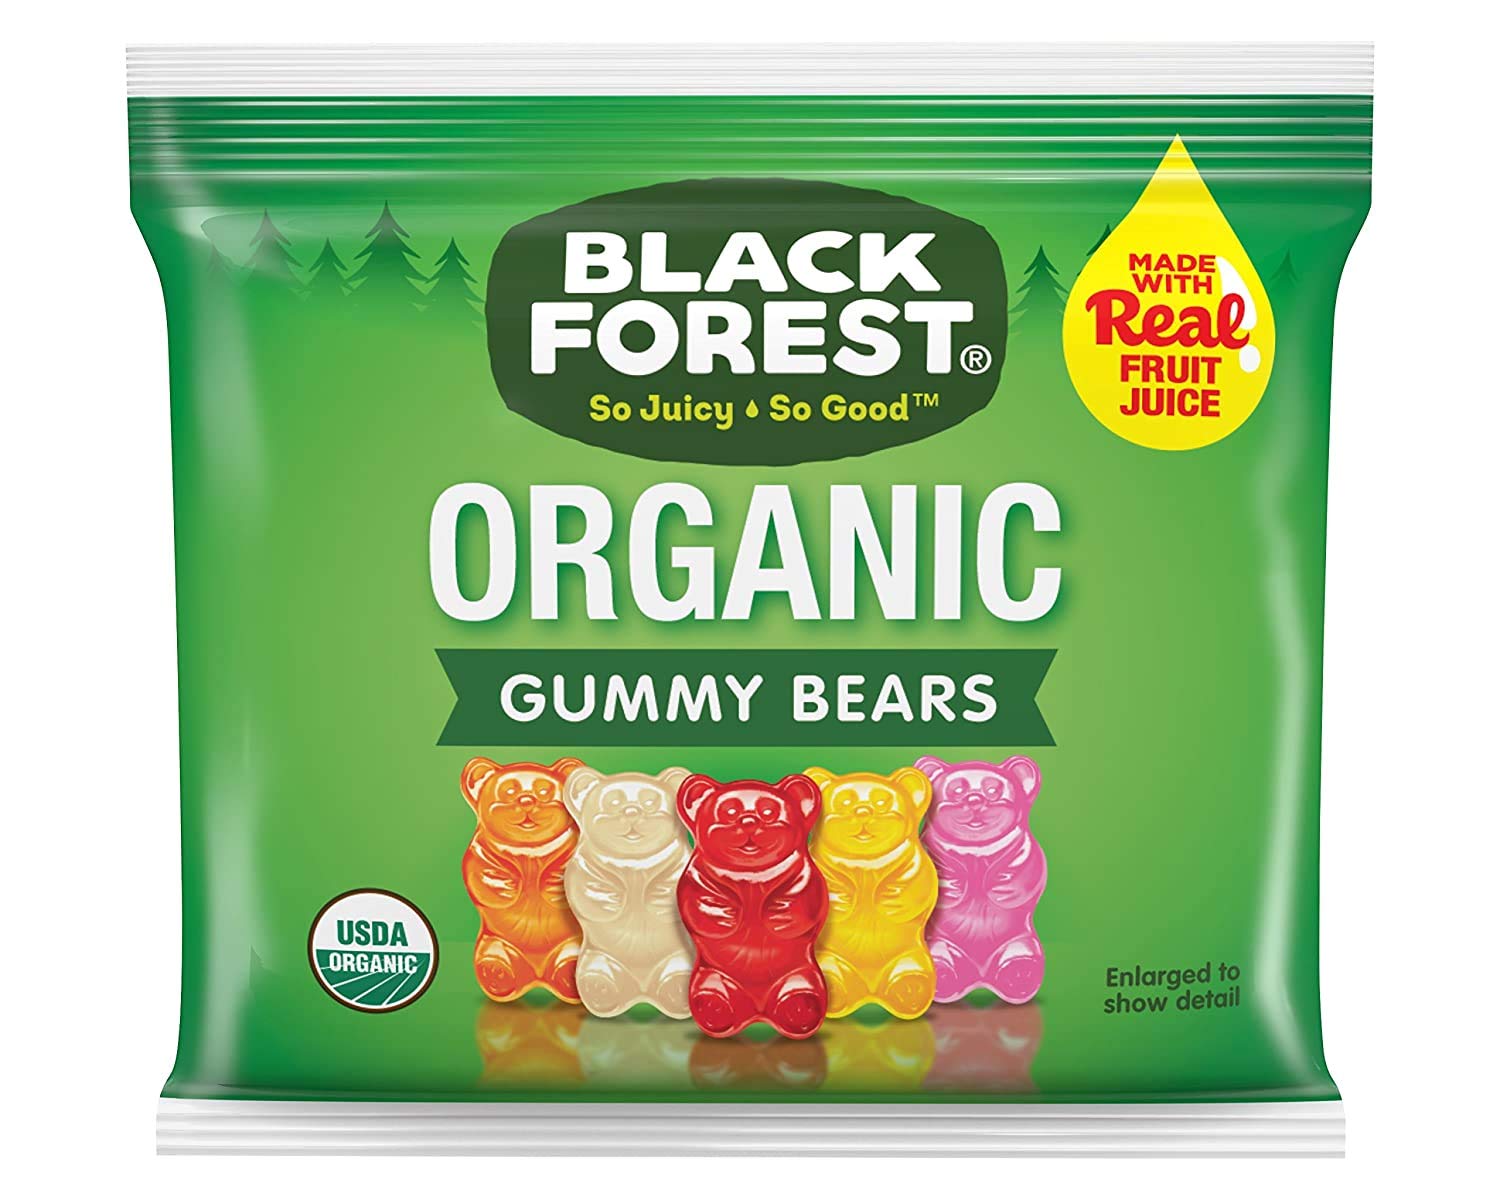 BLACK
FOREST®
So Juicy So Good™
MADE
WITH
Real
FRUIT
JUICE
ORGANIC
GUMMY BEARS
USDA
ORGANIC
Enlarged to
show detail